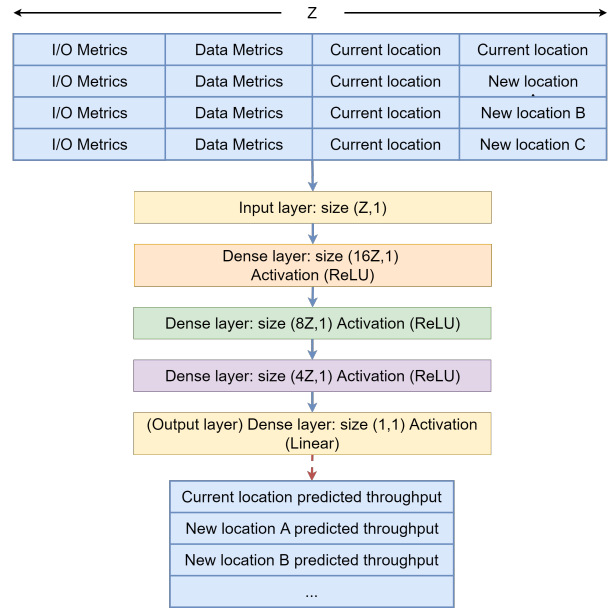 Z
I/O Metrics Data Metrics Current location Current location
I/O Metrics Data Metrics Current location New location
I/O Metrics Data Metrics Current location New location B
I/O Metrics Data Metrics Current location New location C
Input layer: size (Z,1)
Dense layer: size (16Z,1)
Activation (ReLU)
Dense layer: size (8Z,1) Activation (ReLU)
Dense layer: size (4Z,1) Activation (ReLU)
(Output layer) Dense layer: size (1,1) Activation
(Linear)
Current location predicted throughput
New location A predicted throughput
New location B predicted throughput
...